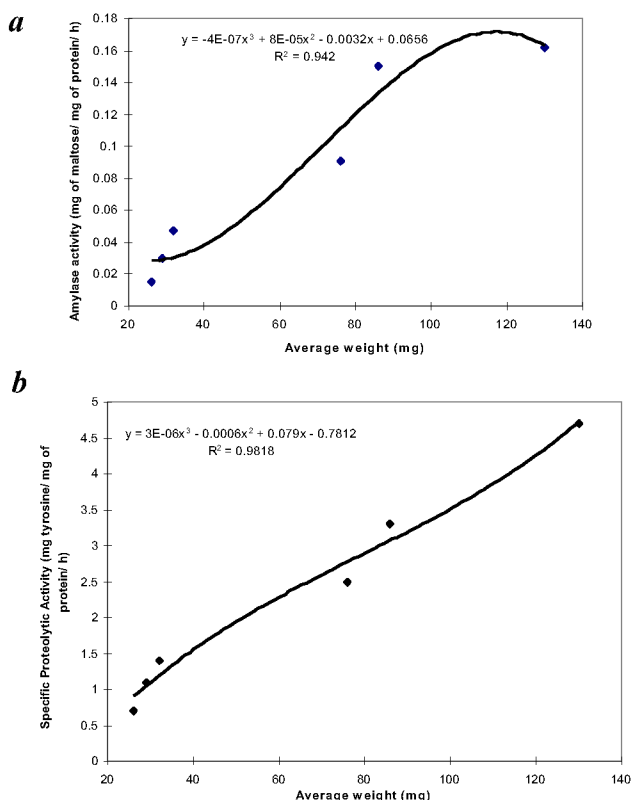 a
0.18
0.16
0.14
0.12
0.1
0.08
0.06
0.04
0.02
0
y = -4E-07x³ + 8E-05x² - 0.0032x + 0.0656
R² = 0.942
Amylase activity (mg of maltose/ mg of protein/ h)
20 40 60 80 100 120 140
Average weight (mg)
b
5
4.5
4
3.5
3
2.5
2
1.5
1
0.5
0
y = 3E-06x³ - 0.0006x² + 0.079x - 0.7812
R² = 0.9818
Specific Proteolytic Activity (mg tyrosine/ mg of
protein/ h)
20 40 60 80 100 120 140
Average weight (mg)